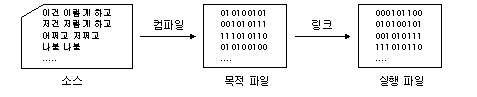 이건 이렇게 하고
저건 저렇게 하고
어쩌고 저쩌고
나불 나불
.....
소스
컴파일
010100101
001010111
111010110
010100100
....
목적 파일
링크
000101100
010100101
001010111
111010110
....
실행 파일